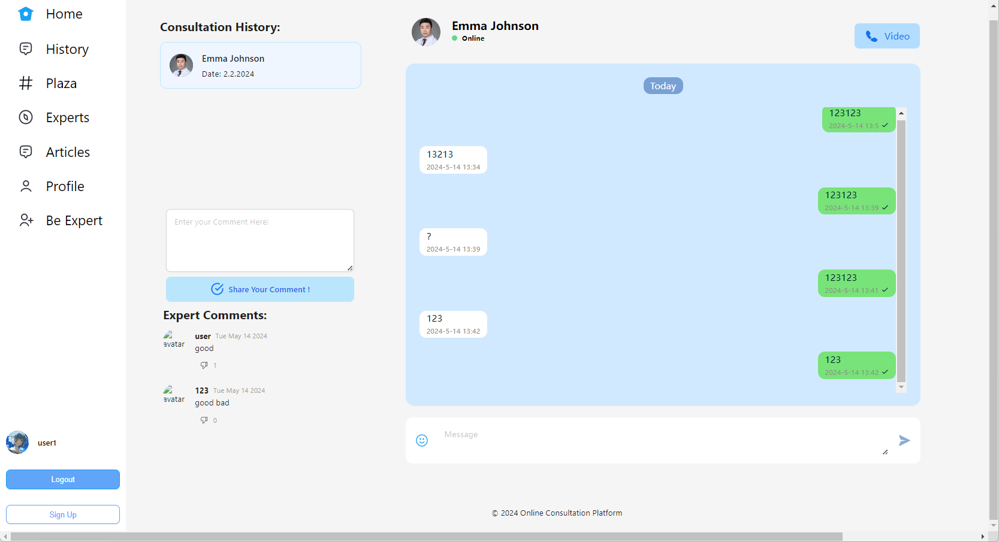 Home
History
Plaza
Experts
Articles
Profile
Be Expert
user1
Logout
Sign Up
Consultation History:
Emma Johnson
Date: 2.2.2024
Enter your Comment Here!
Share Your Comment !
Expert Comments:
avatar
user Tue May 14 2024
good
1
avatar
123 Tue May 14 2024
good bad
0
Emma Johnson
Online
Video
Today
123123
2024-5-14 13:5
13213
2024-5-14 13:34
123123
2024-5-14 13:39
?
2024-5-14 13:39
123123
2024-5-14 13:41
123
2024-5-14 13:42
123
2024-5-14 13:42
Message
© 2024 Online Consultation Platform